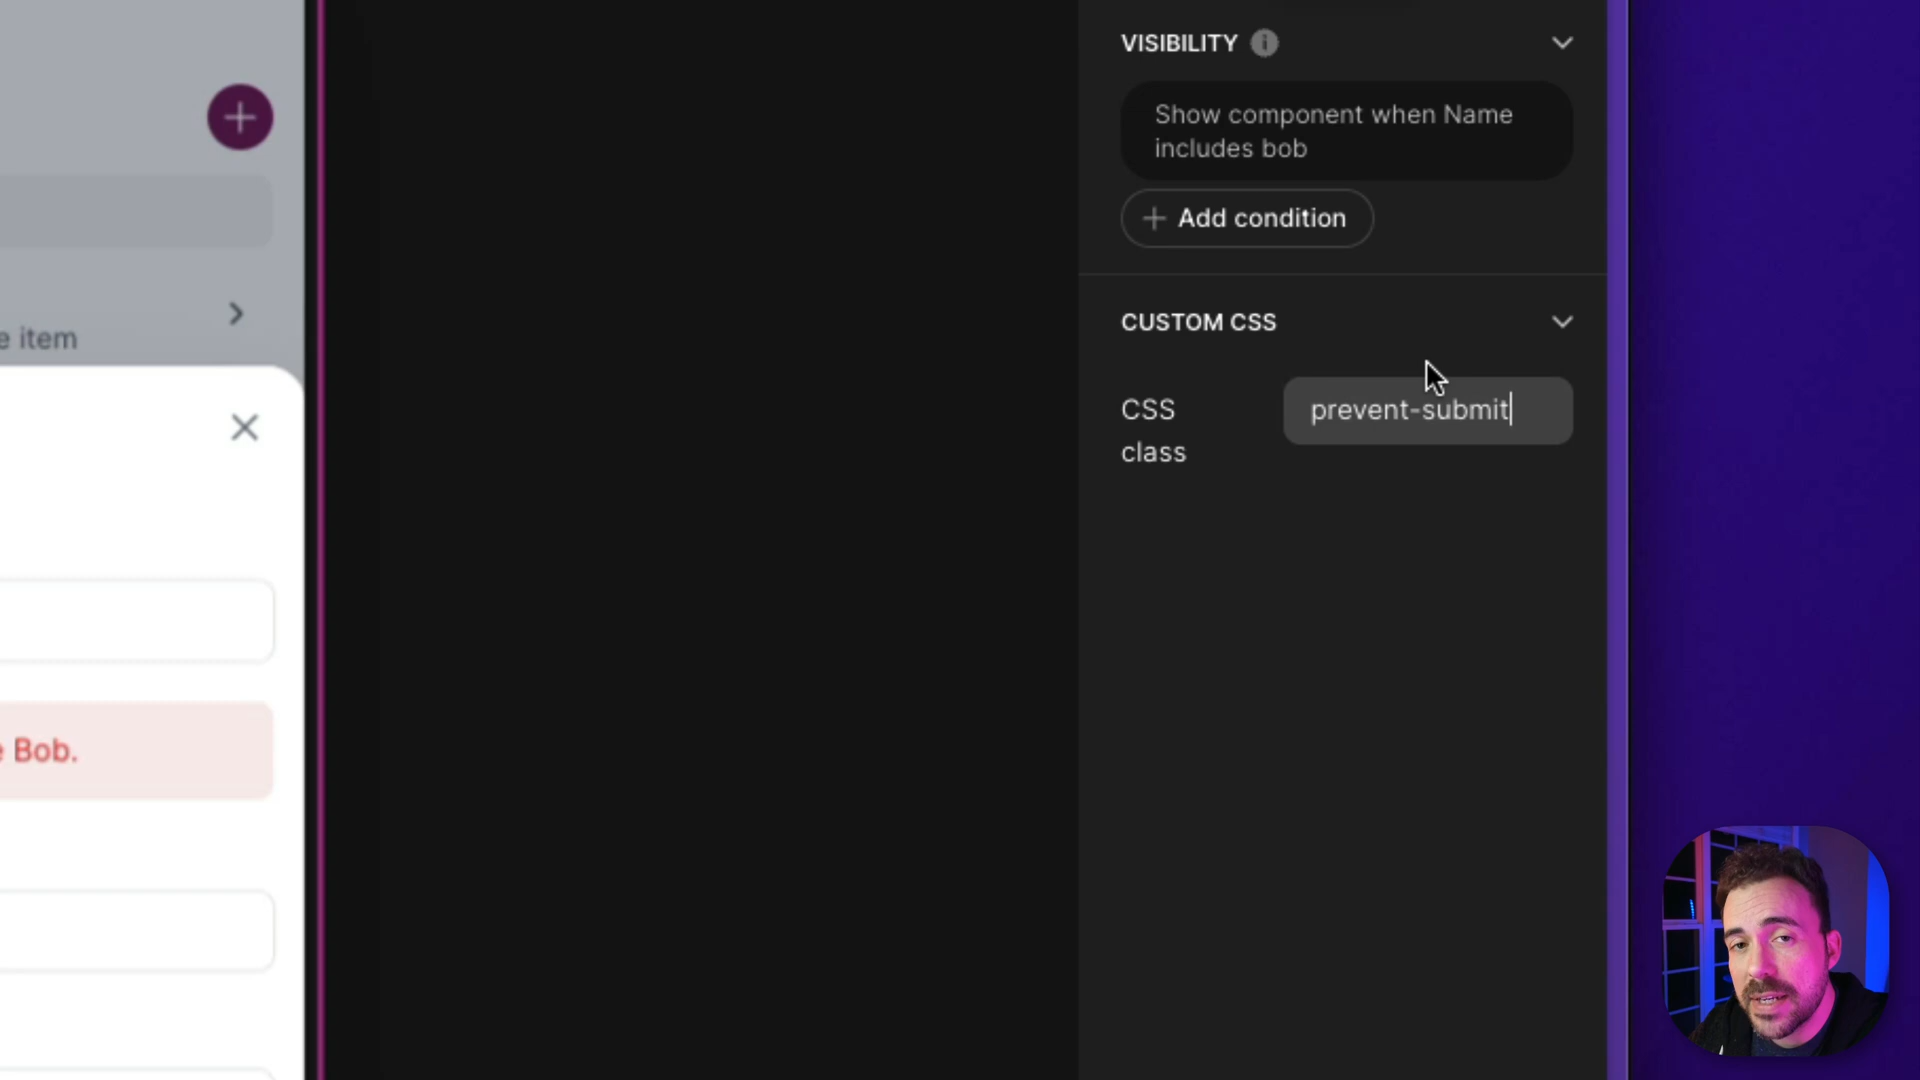 VISIBILITY
Show component when Name
includes bob
+ Add condition
CUSTOM CSS
CSS
class
prevent-submit
item
Bob.